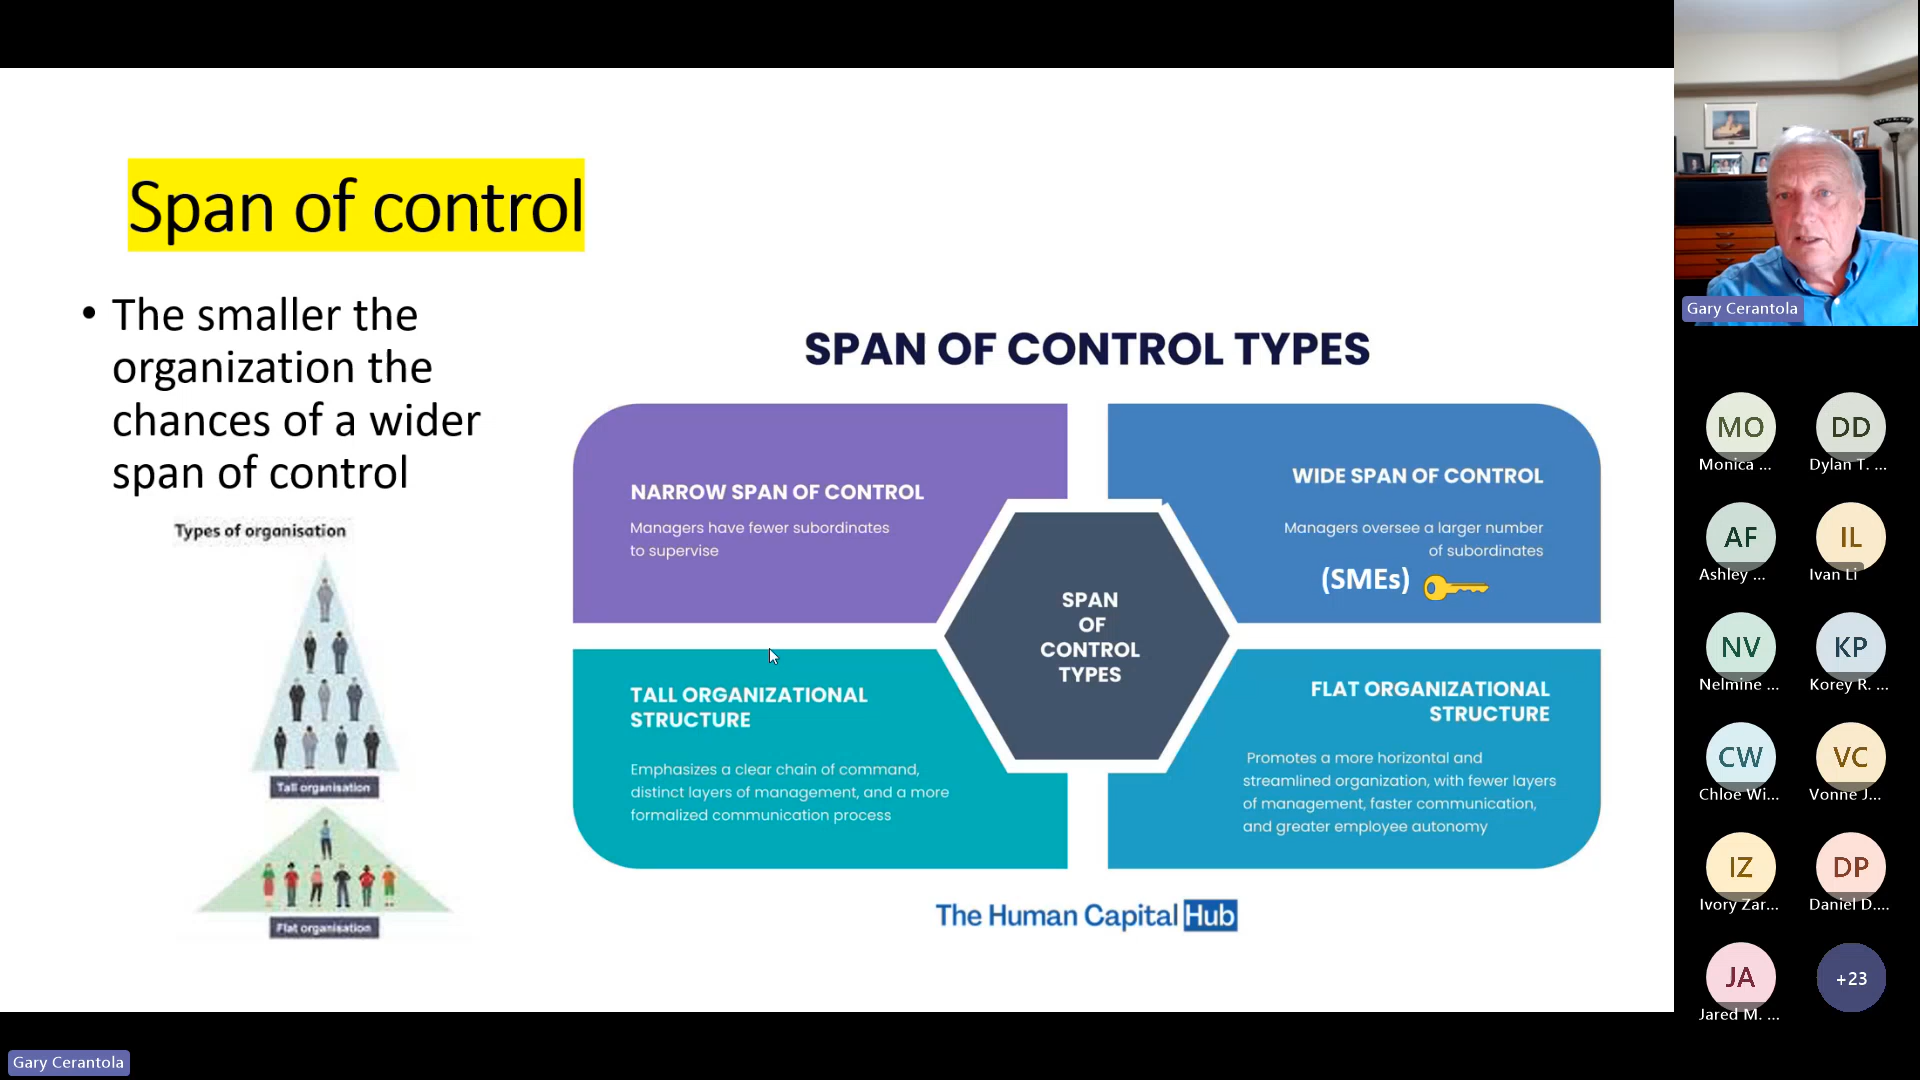 Span of control
• The smaller the
organization the
chances of a wider
span of control
Types of organisation
Tall organisation
Flat organisation
SPAN OF CONTROL TYPES
NARROW SPAN OF CONTROL
Managers have fewer subordinates
to supervise
WIDE SPAN OF CONTROL
Managers oversee a larger number
of subordinates
(SMEs)
SPAN
OF
CONTROL
TYPES
TALL ORGANIZATIONAL
STRUCTURE
Emphasizes a clear chain of command,
distinct layers of management, and a more
formalized communication process
FLAT ORGANIZATIONAL
STRUCTURE
Promotes a more horizontal and
streamlined organization, with fewer layers
of management, faster communication,
and greater employee autonomy
The Human Capital Hub
Gary Cerantola
MO
Monica ...
DD
Dylan T. ...
AF
Ashley ...
IL
Ivan Li
NV
Nelmine ...
KP
Korey R. ...
CW
Chloe Wi...
VC
Vonne J...
IZ
Ivory Zar...
DP
Daniel D....
JA
Jared M. ...
+23
Gary Cerantola